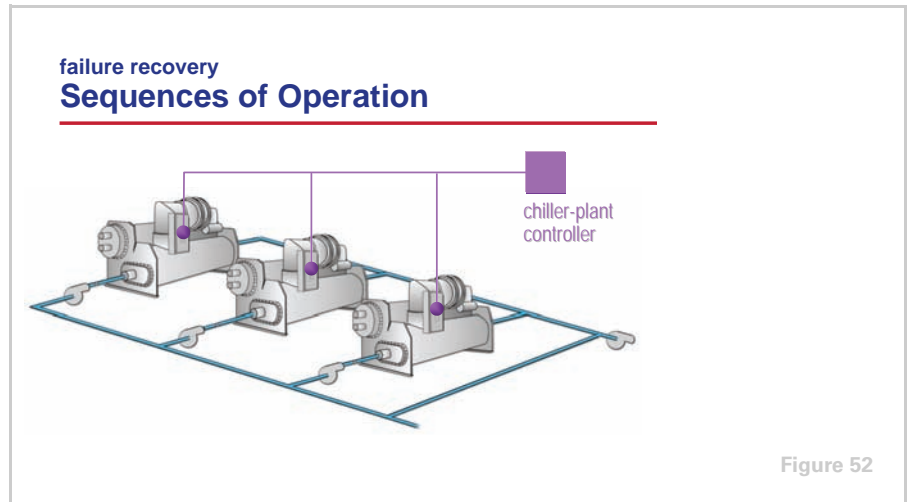 failure recovery
Sequences of Operation
chiller-plant
controller
Figure 52